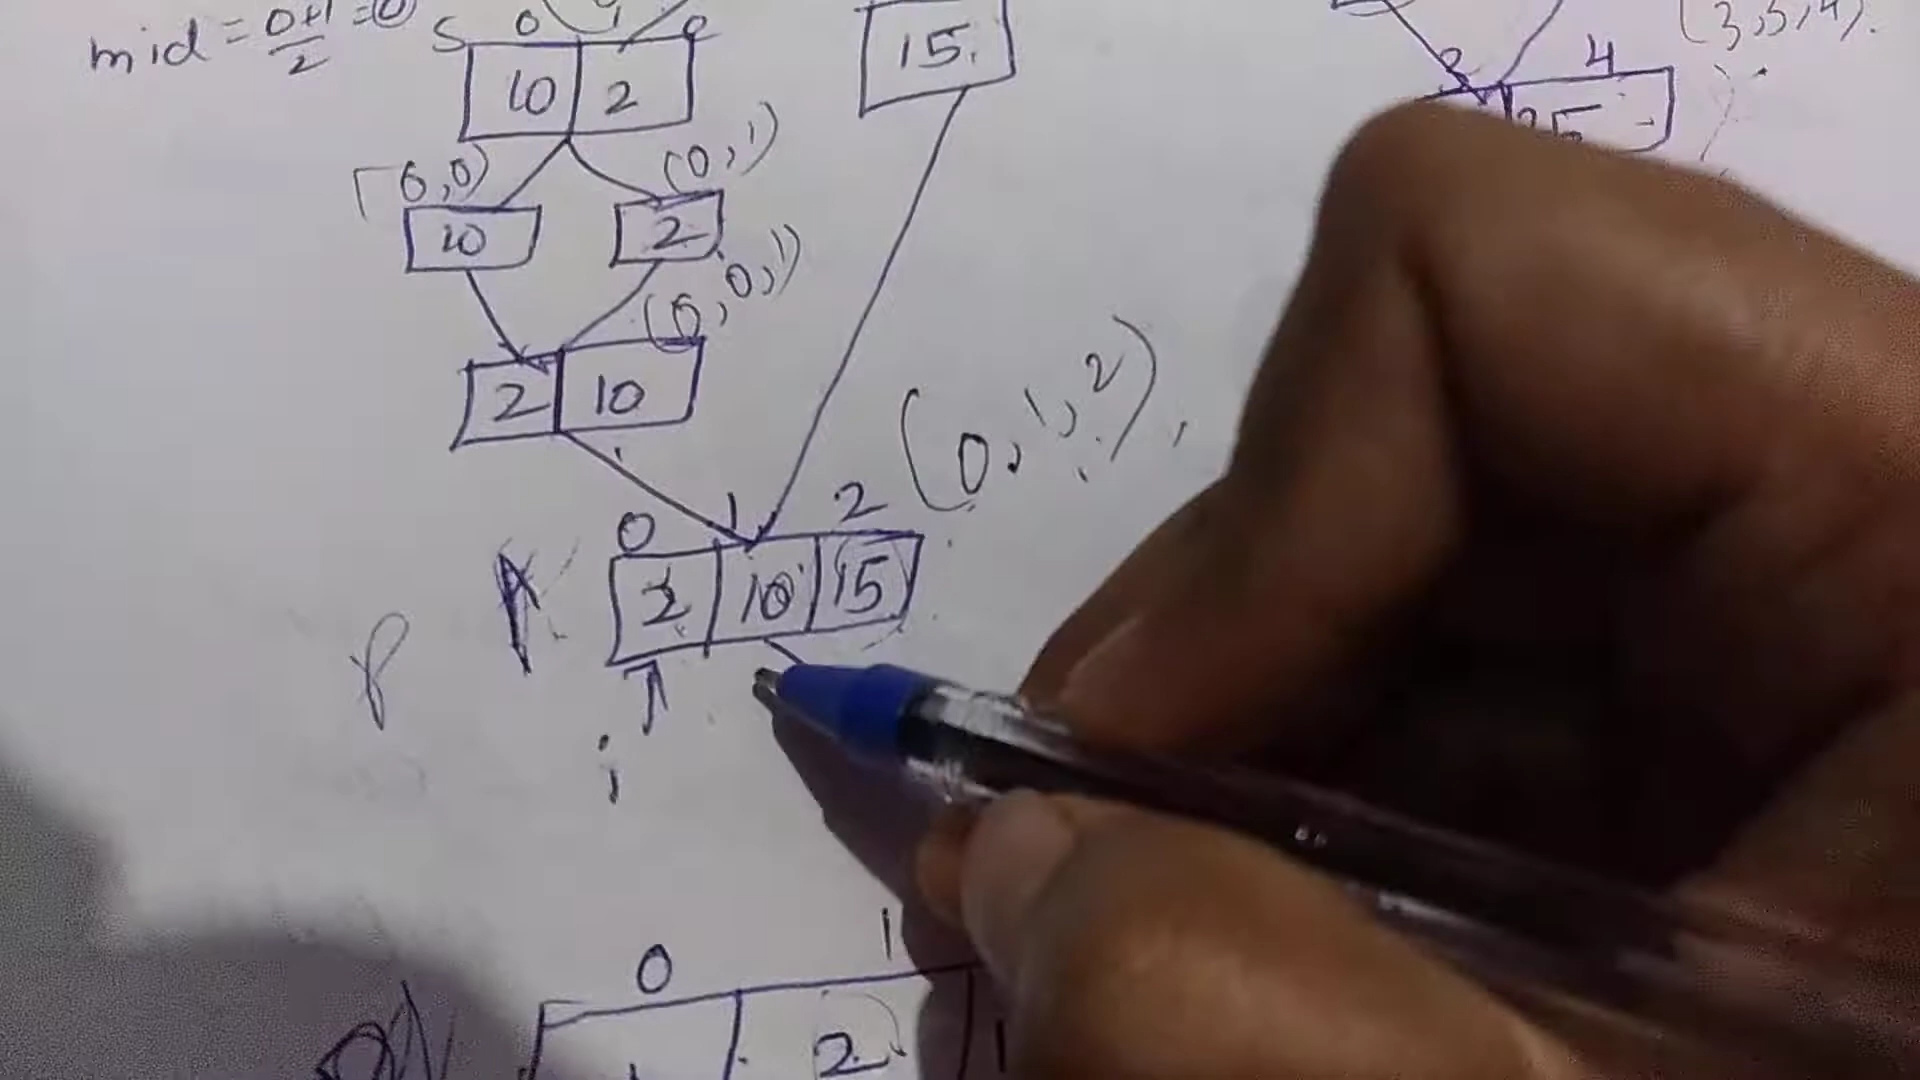 mid = 0+1/2 = 0
S 0 1 e
10 2
15
(3,3,4).
3 4
(0,0) (0,1)
10 2
(0,0,1)
2 10
(0,1,2),
0 1 2
2 10 15
i
0 1
2